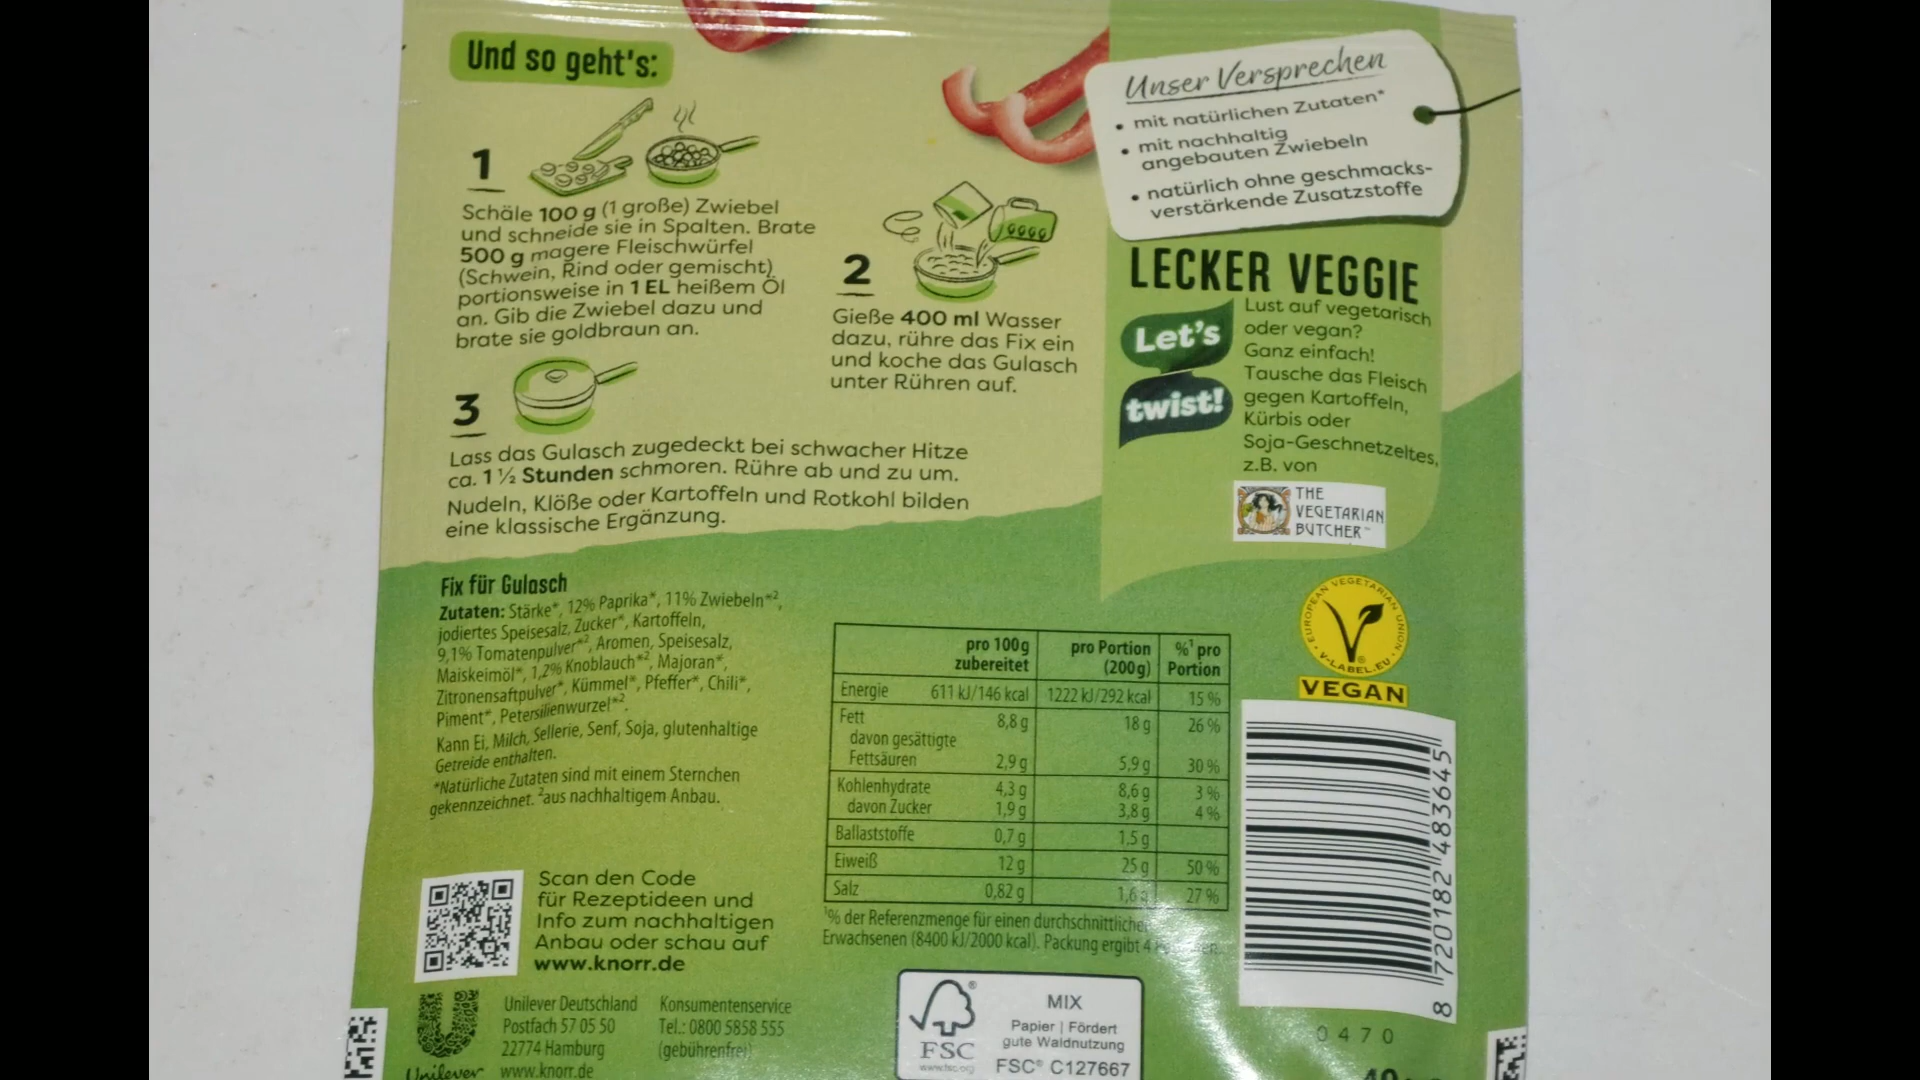 Und so geht's:
1
Schäle 100 g (1 große) Zwiebel
und schneide sie in Spalten. Brate
500 g magere Fleischwürfel
(Schwein, Rind oder gemischt)
portionsweise in 1 EL heißem Öl
an. Gib die Zwiebel dazu und
brate sie goldbraun an.
2
Gieße 400 ml Wasser
dazu, rühre das Fix ein
und koche das Gulasch
unter Rühren auf.
3
Lass das Gulasch zugedeckt bei schwacher Hitze
ca. 1 ½ Stunden schmoren. Rühre ab und zu um.
Nudeln, Klöße oder Kartoffeln und Rotkohl bilden
eine klassische Ergänzung.
Unser Versprechen
• mit natürlichen Zutaten*
• mit nachhaltig
angebauten Zwiebeln
• natürlich ohne geschmacks-
verstärkende Zusatzstoffe
LECKER VEGGIE
Let's
twist!
Lust auf vegetarisch
oder vegan?
Ganz einfach!
Tausche das Fleisch
gegen Kartoffeln,
Kürbis oder
Soja-Geschnetzeltes,
z.B. von
THE
VEGETARIAN
BUTCHER™
Fix für Gulasch
Zutaten: Stärke*, 12% Paprika*, 11% Zwiebeln*²,
jodiertes Speisesalz, Zucker*, Kartoffeln,
9,1% Tomatenpulver*², Aromen, Speisesalz,
Maiskeimöl*, 1,2% Knoblauch*², Majoran*,
Zitronensaftpulver*, Kümmel*, Pfeffer*, Chili*,
Piment*, Petersilienwurzel*².
Kann Ei, Milch, Sellerie, Senf, Soja, glutenhaltige
Getreide enthalten.
*Natürliche Zutaten sind mit einem Sternchen
gekennzeichnet. ²aus nachhaltigem Anbau.
pro 100g zubereitet pro Portion (200g) %¹ pro Portion
Energie 611 kJ/146 kcal 1222 kJ/292 kcal 15 %
Fett 8,8 g 18 g 26 %
davon gesättigte
Fettsäuren 2,9 g 5,9 g 30 %
Kohlenhydrate 4,3 g 8,6 g 3 %
davon Zucker 1,9 g 3,8 g 4 %
Ballaststoffe 0,7 g 1,5 g
Eiweiß 12 g 25 g 50 %
Salz 0,82 g 1,6 27 %
¹% der Referenzmenge für einen durchschnittlichen
Erwachsenen (8400 kJ/2000 kcal). Packung ergibt 4
EUROPEAN VEGETARIAN UNION
V-LABEL.EU
VEGAN
8 720182 483645
0470
Scan den Code
für Rezeptideen und
Info zum nachhaltigen
Anbau oder schau auf
www.knorr.de
Unilever
Unilever Deutschland
Postfach 57 05 50
22774 Hamburg
www.knorr.de
Konsumentenservice
Tel.: 0800 5858 555
(gebührenfrei)
FSC
www.fsc.org
MIX
Papier | Fördert
gute Waldnutzung
FSC® C127667